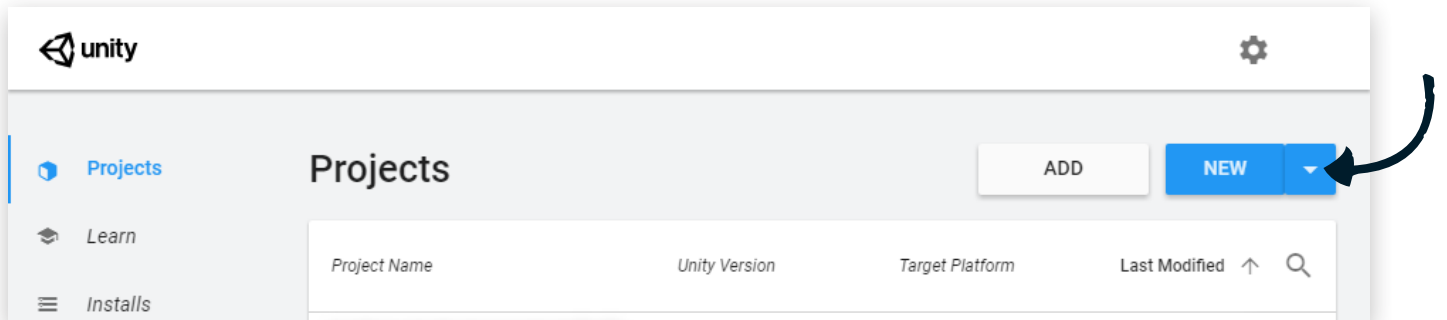 unity
Projects
Projects
ADD
NEW
Learn
Project Name
Unity Version
Target Platform
Last Modified
Installs